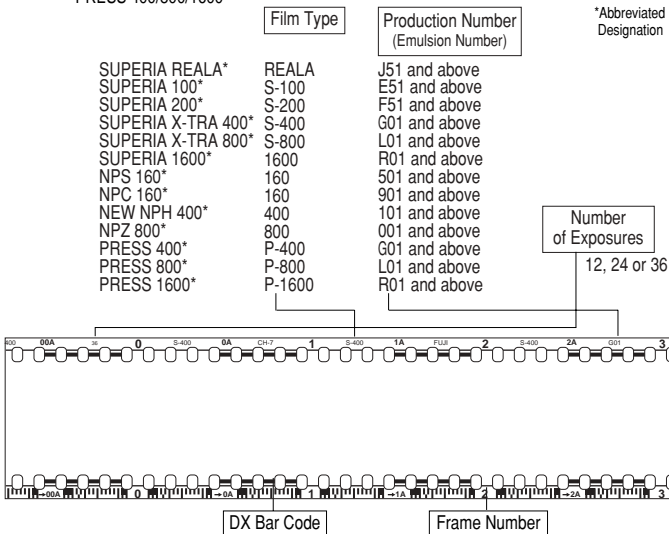 PRESS 400/800/1600
Film Type
Production Number
(Emulsion Number)
*Abbreviated
Designation
SUPERIA REALA* REALA J51 and above
SUPERIA 100* S-100 E51 and above
SUPERIA 200* S-200 F51 and above
SUPERIA X-TRA 400* S-400 G01 and above
SUPERIA X-TRA 800* S-800 L01 and above
SUPERIA 1600* 1600 R01 and above
NPS 160* 160 501 and above
NPC 160* 160 901 and above
NEW NPH 400* 400 101 and above
NPZ 800* 800 001 and above
PRESS 400* P-400 G01 and above
PRESS 800* P-800 L01 and above
PRESS 1600* P-1600 R01 and above
Number
of Exposures
12, 24 or 36
400 00A 36 0 S-400 0A CH-7 1 S-400 1A FUJI 2 S-400 2A G01 3
→00A 0 →0A 1 →1A 2 →2A 3
DX Bar Code
Frame Number